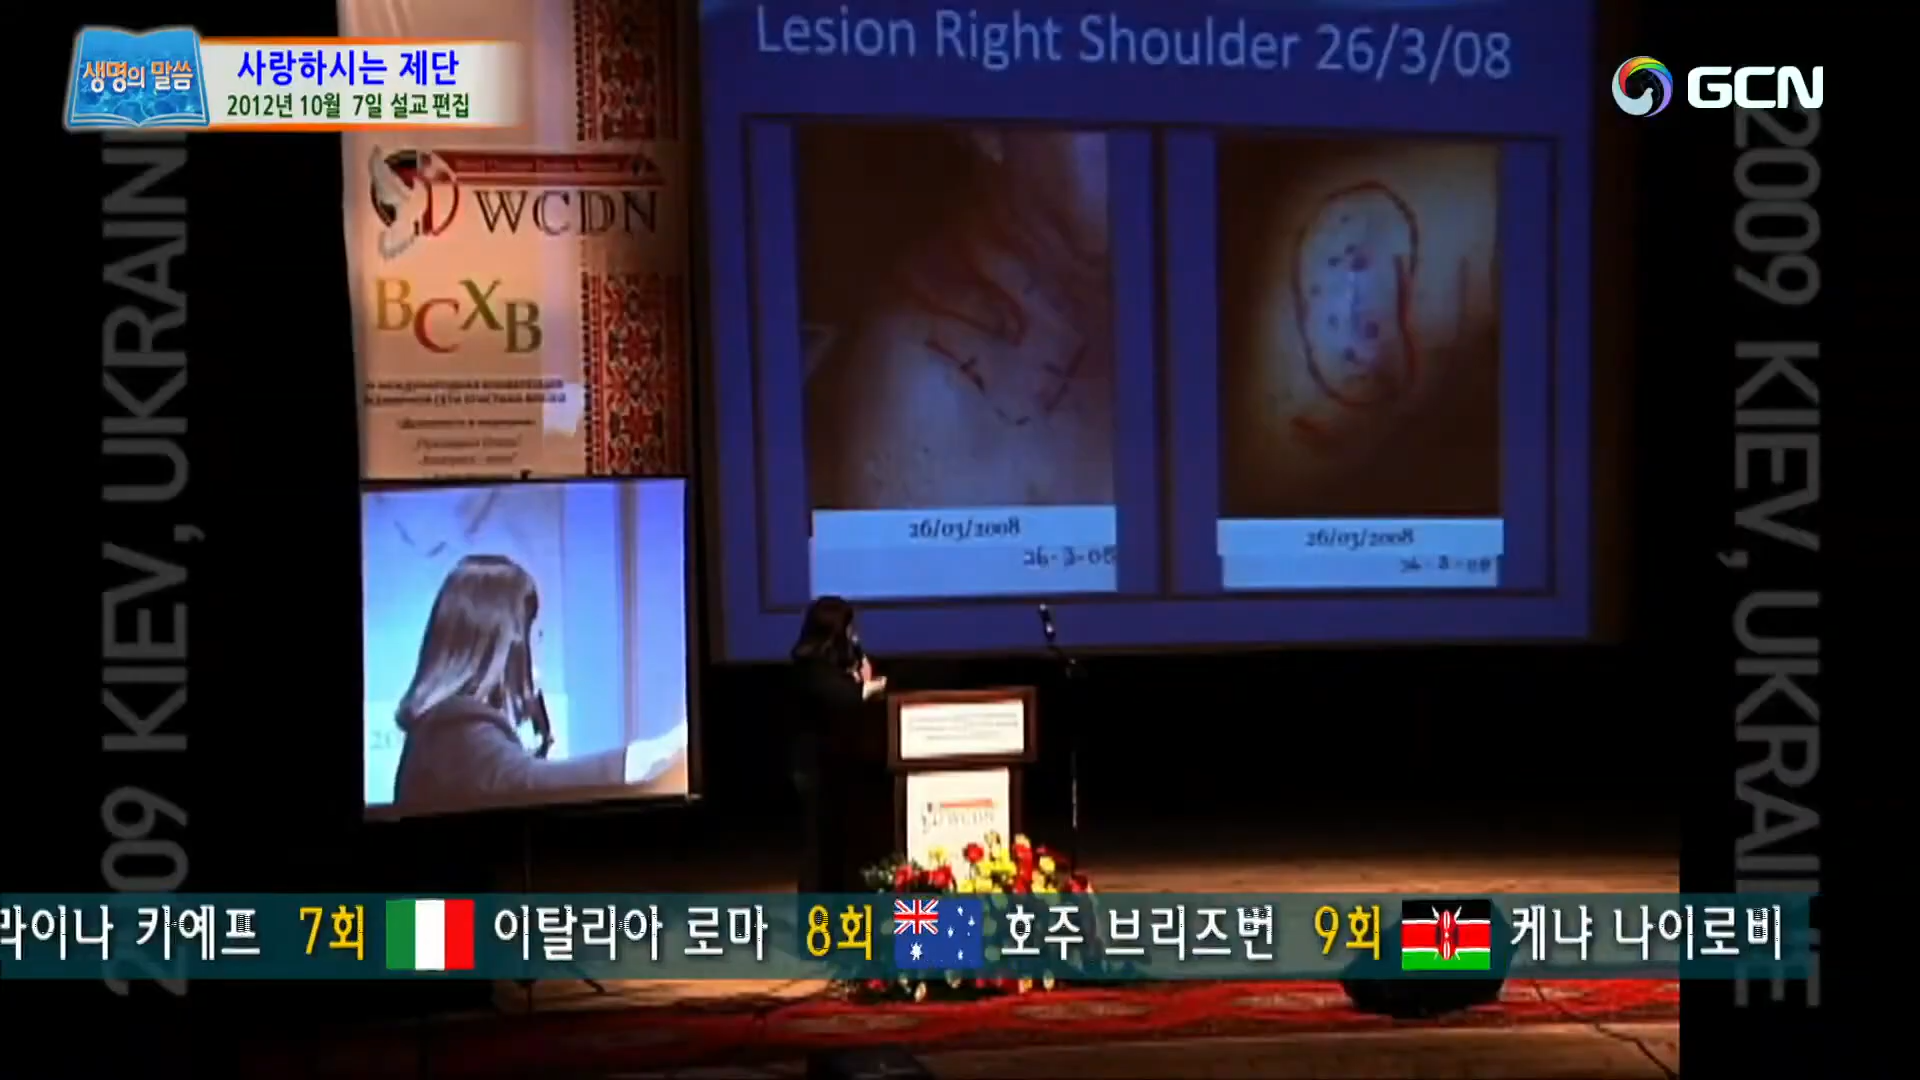 생명의 말씀
사랑하시는 제단
2012년 10월 7일 설교 편집
GCN
Lesion Right Shoulder 26/3/08
WCDN
ВСХВ
26/03/2008
26-3-08
26/03/2008
2009 KIEV, UKRAINE
2009 KIEV, UKRAINE
WCDN
라이나 키예프 7회 이탈리아 로마 8회 호주 브리즈번 9회 케냐 나이로비